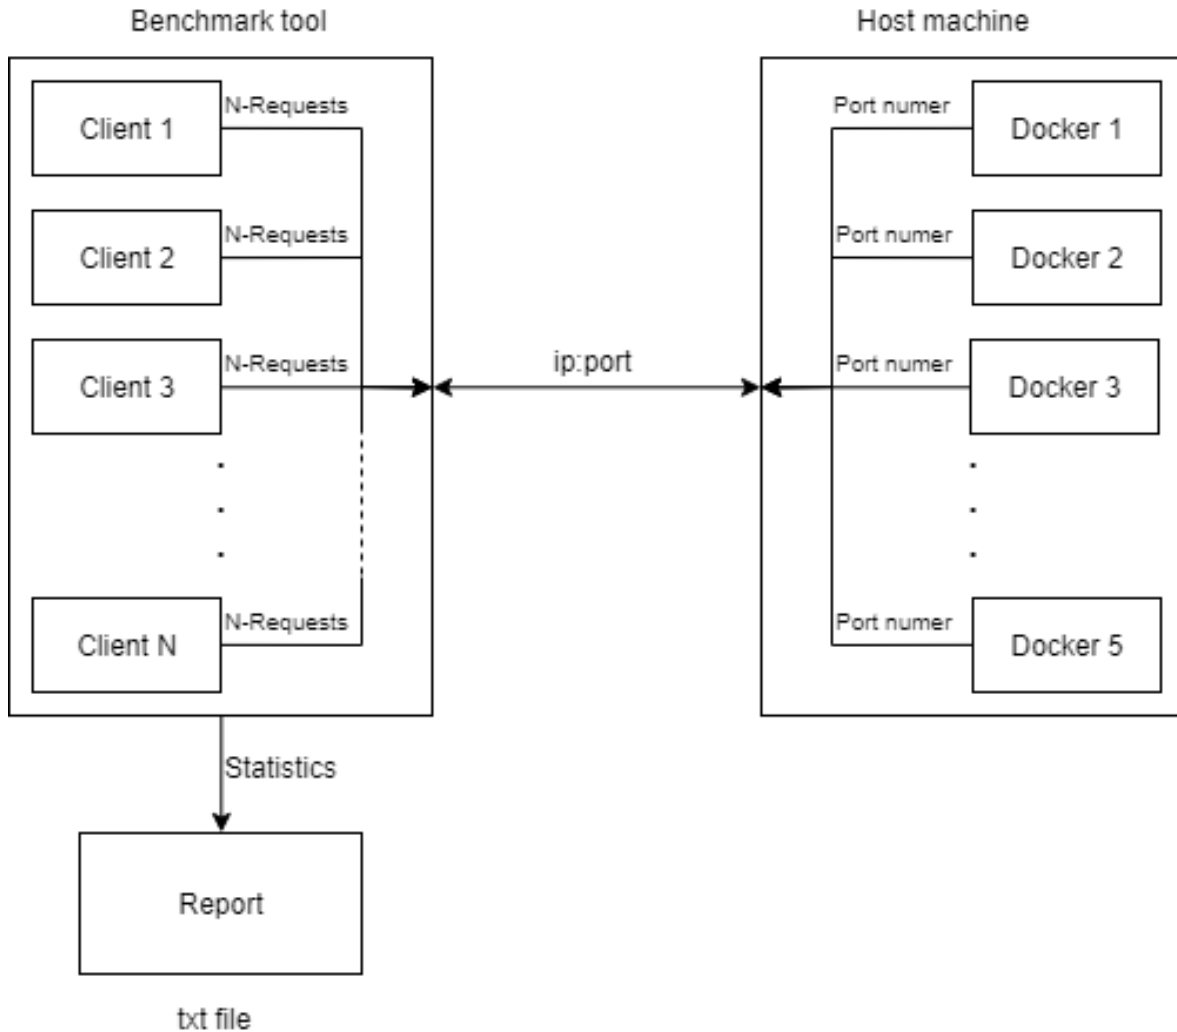 Benchmark tool
Host machine
N-Requests
Client 1
Port numer
Docker 1
N-Requests
Client 2
Port numer
Docker 2
N-Requests
Client 3
ip:port
Port numer
Docker 3
N-Requests
Client N
Port numer
Docker 5
Statistics
Report
txt file